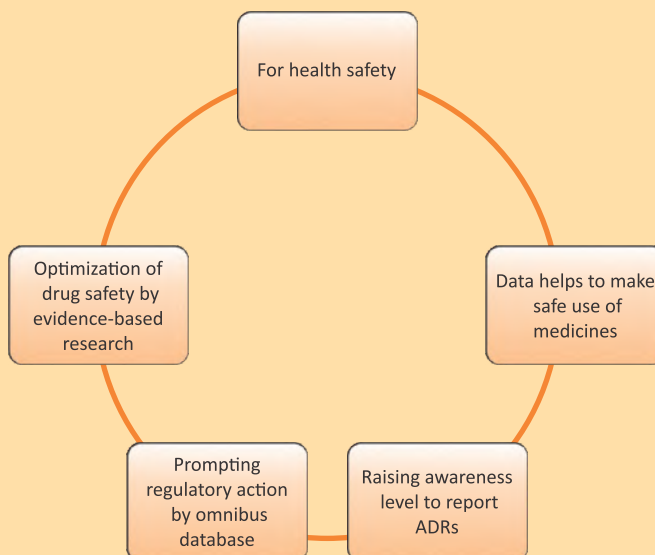 For health safety
Data helps to make
safe use of
medicines
Raising awareness
level to report
ADRs
Prompting
regulatory action
by omnibus
database
Optimization of
drug safety by
evidence-based
research